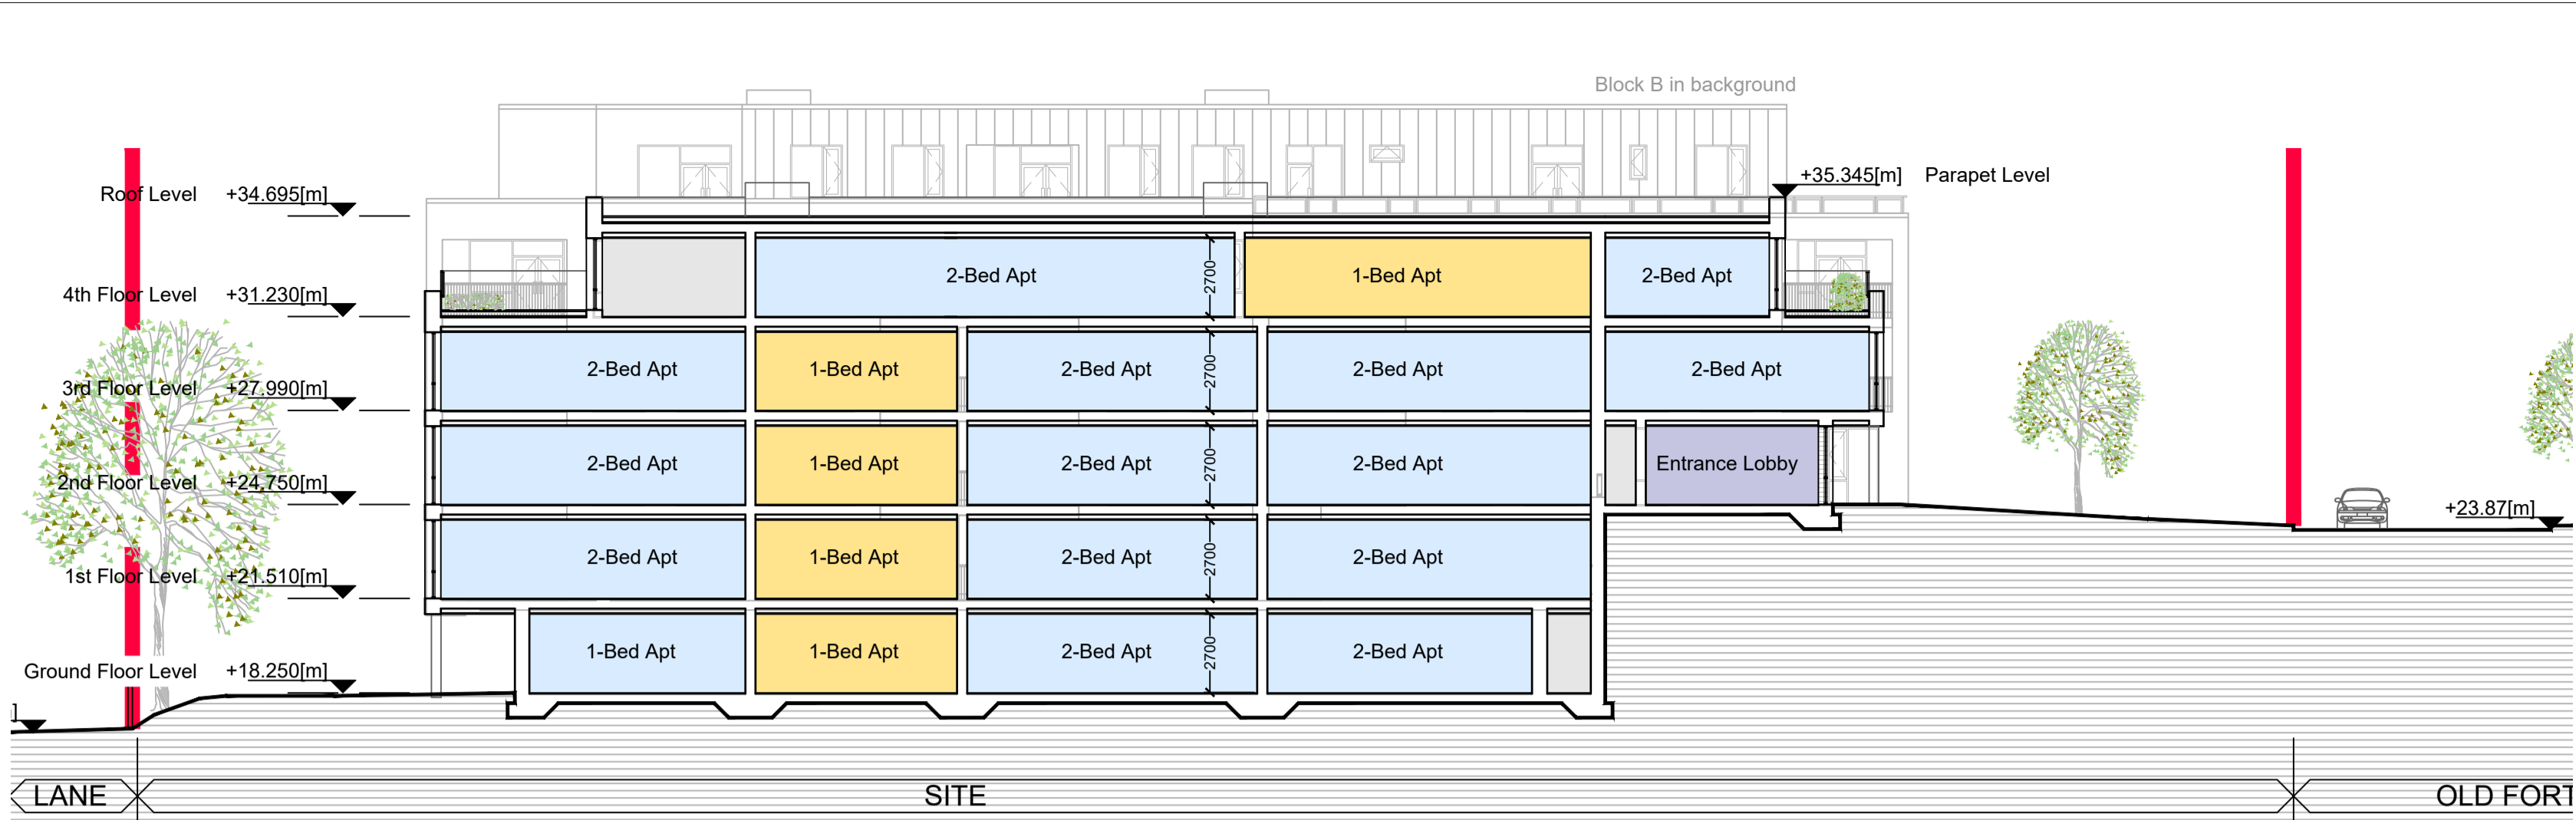 Block B in background
+35.345[m] Parapet Level
Roof Level +34.695[m]
2-Bed Apt 2700 1-Bed Apt 2-Bed Apt
4th Floor Level +31.230[m]
2-Bed Apt 1-Bed Apt 2-Bed Apt 2700 2-Bed Apt 2-Bed Apt
3rd Floor Level +27.990[m]
2-Bed Apt 1-Bed Apt 2-Bed Apt 2700 2-Bed Apt Entrance Lobby
2nd Floor Level +24.750[m]
+23.87[m]
2-Bed Apt 1-Bed Apt 2-Bed Apt 2700 2-Bed Apt
1st Floor Level +21.510[m]
1-Bed Apt 1-Bed Apt 2-Bed Apt 2700 2-Bed Apt
Ground Floor Level +18.250[m]
]
LANE SITE OLD FORT